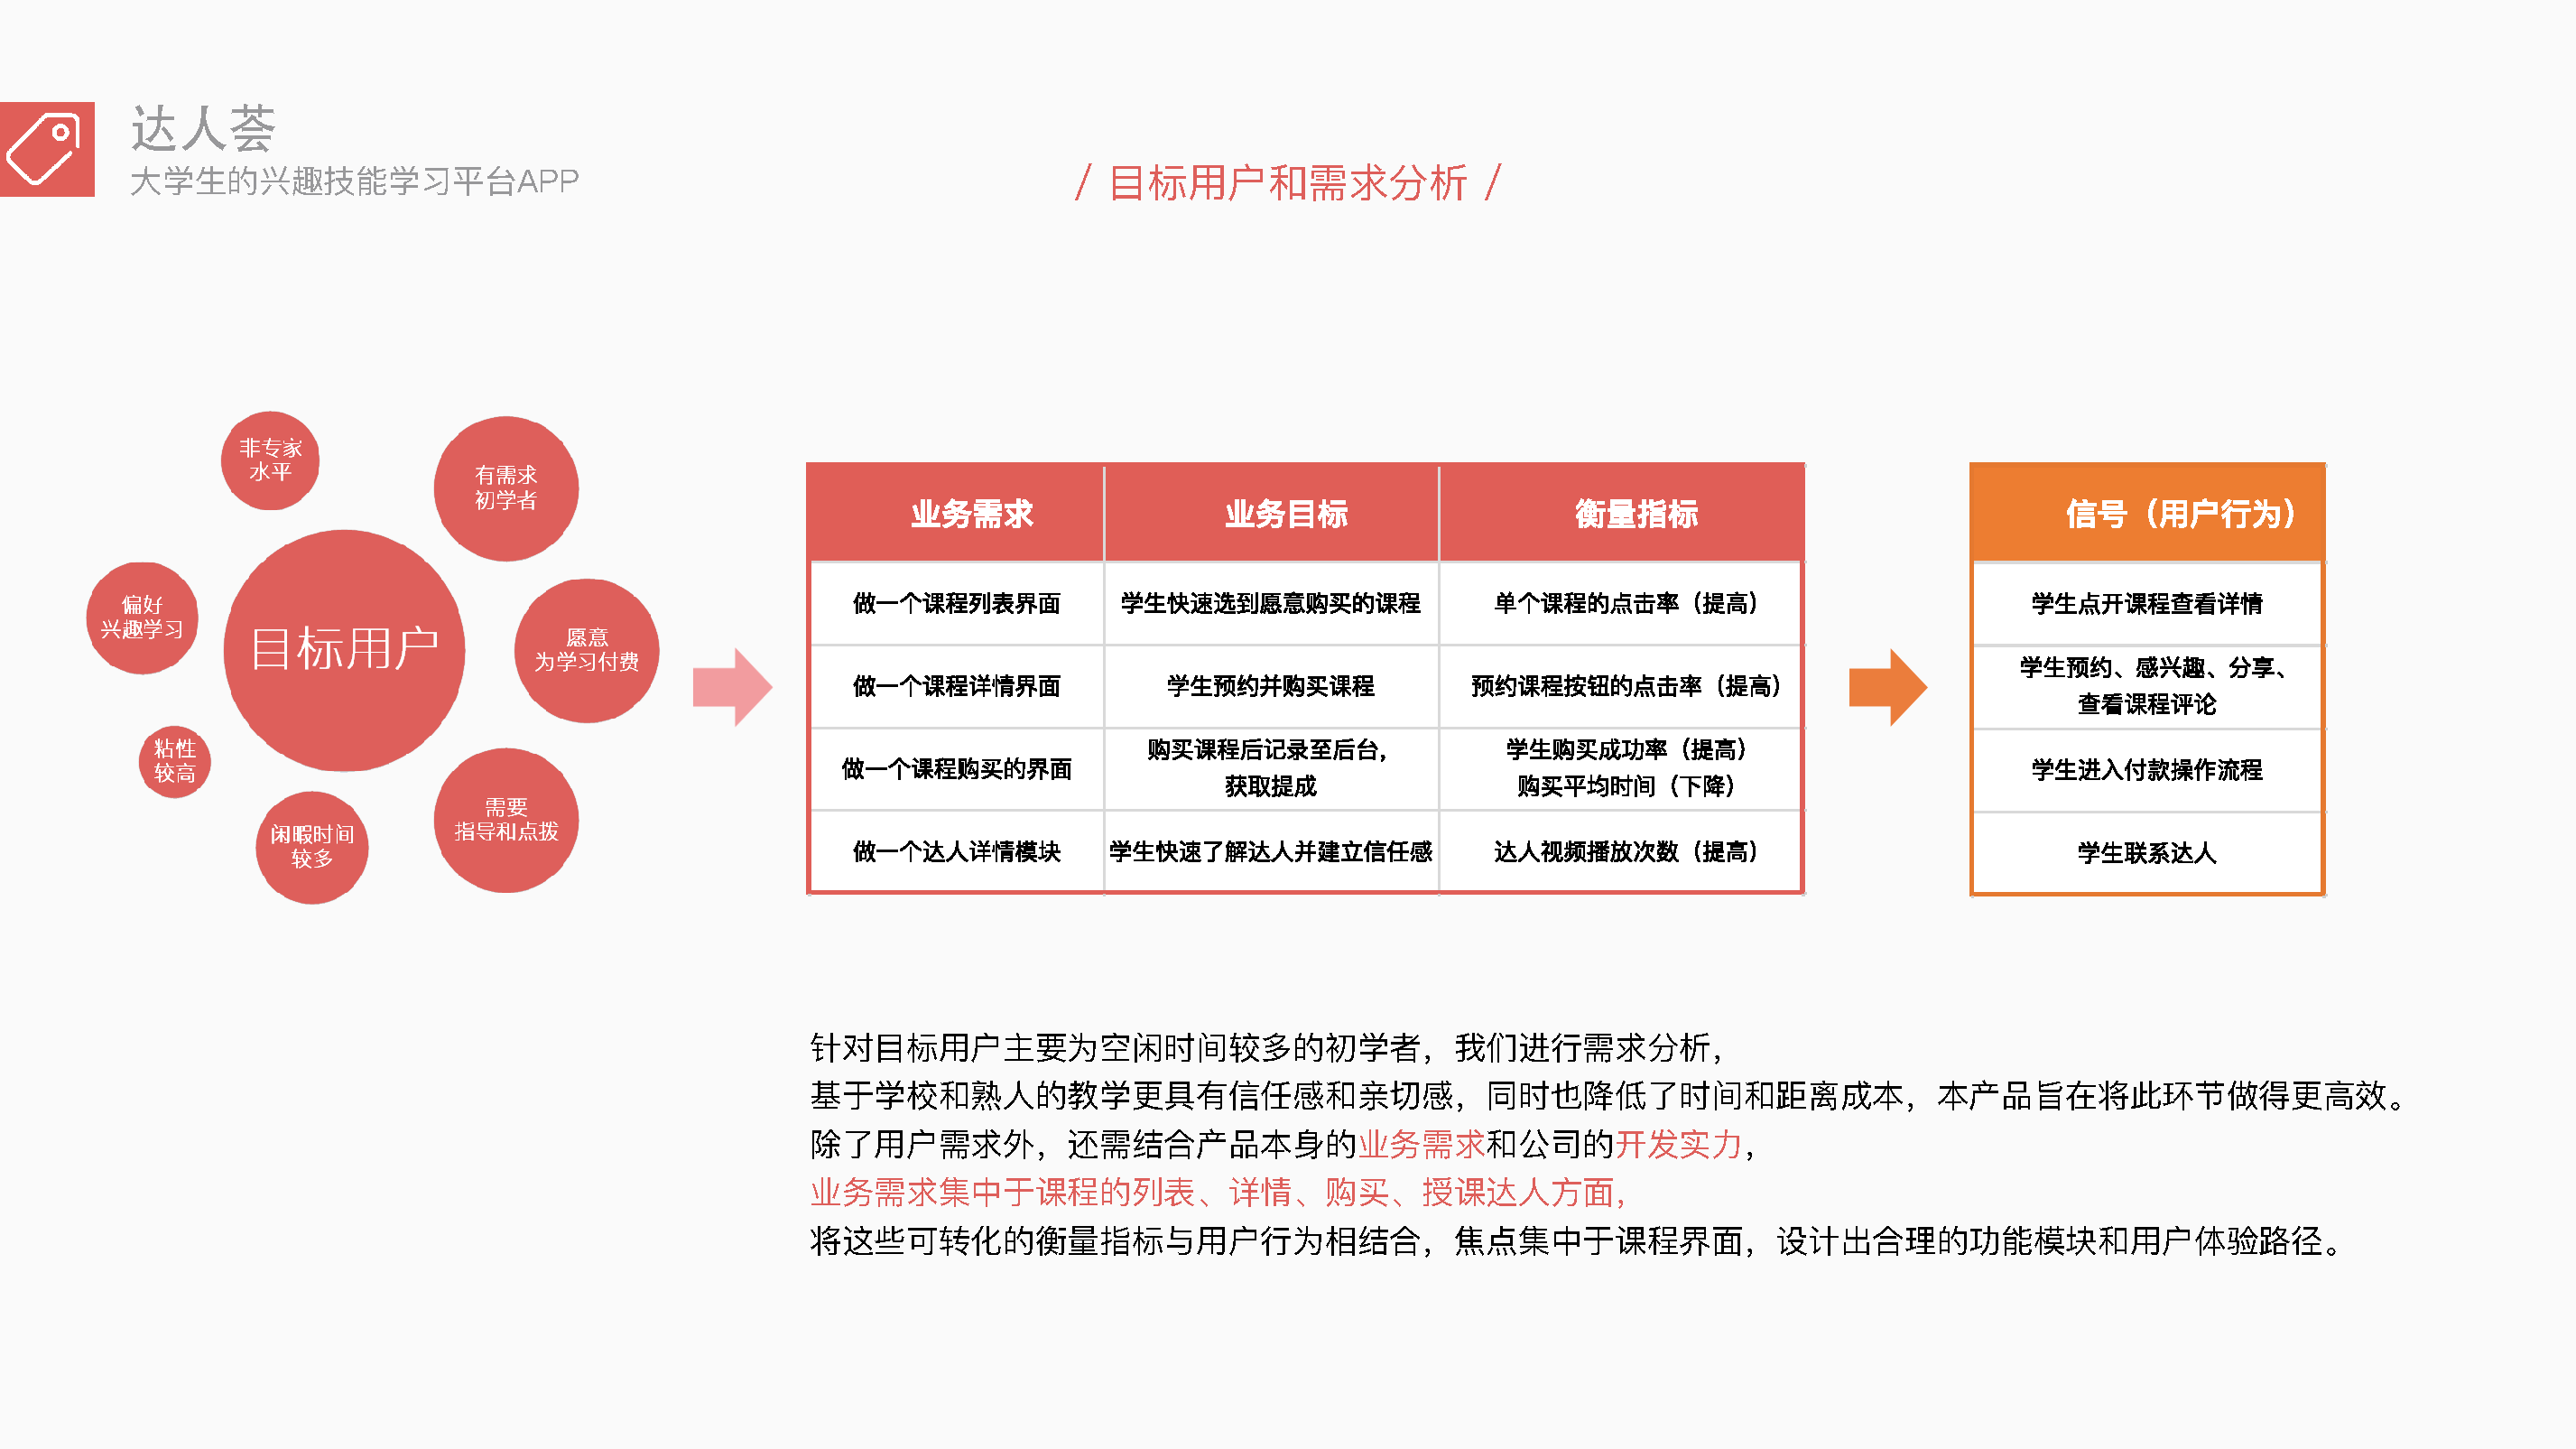 达人荟
大学生的兴趣技能学习平台APP
/ 目标用户和需求分析 /
非专家
水平
有需求
初学者
偏好
兴趣学习
目标用户
愿意
为学习付费
粘性
较高
闲暇时间
较多
需要
指导和点拨
业务需求 业务目标 衡量指标
做一个课程列表界面 学生快速选到愿意购买的课程 单个课程的点击率（提高）
做一个课程详情界面 学生预约并购买课程 预约课程按钮的点击率（提高）
做一个课程购买的界面 购买课程后记录至后台， 学生购买成功率（提高）
获取提成 购买平均时间（下降）
做一个达人详情模块 学生快速了解达人并建立信任感 达人视频播放次数（提高）
信号（用户行为）
学生点开课程查看详情
学生预约、感兴趣、分享、
查看课程评论
学生进入付款操作流程
学生联系达人
针对目标用户主要为空闲时间较多的初学者，我们进行需求分析，
基于学校和熟人的教学更具有信任感和亲切感，同时也降低了时间和距离成本，本产品旨在将此环节做得更高效。
除了用户需求外，还需结合产品本身的业务需求和公司的开发实力，
业务需求集中于课程的列表、详情、购买、授课达人方面，
将这些可转化的衡量指标与用户行为相结合，焦点集中于课程界面，设计出合理的功能模块和用户体验路径。